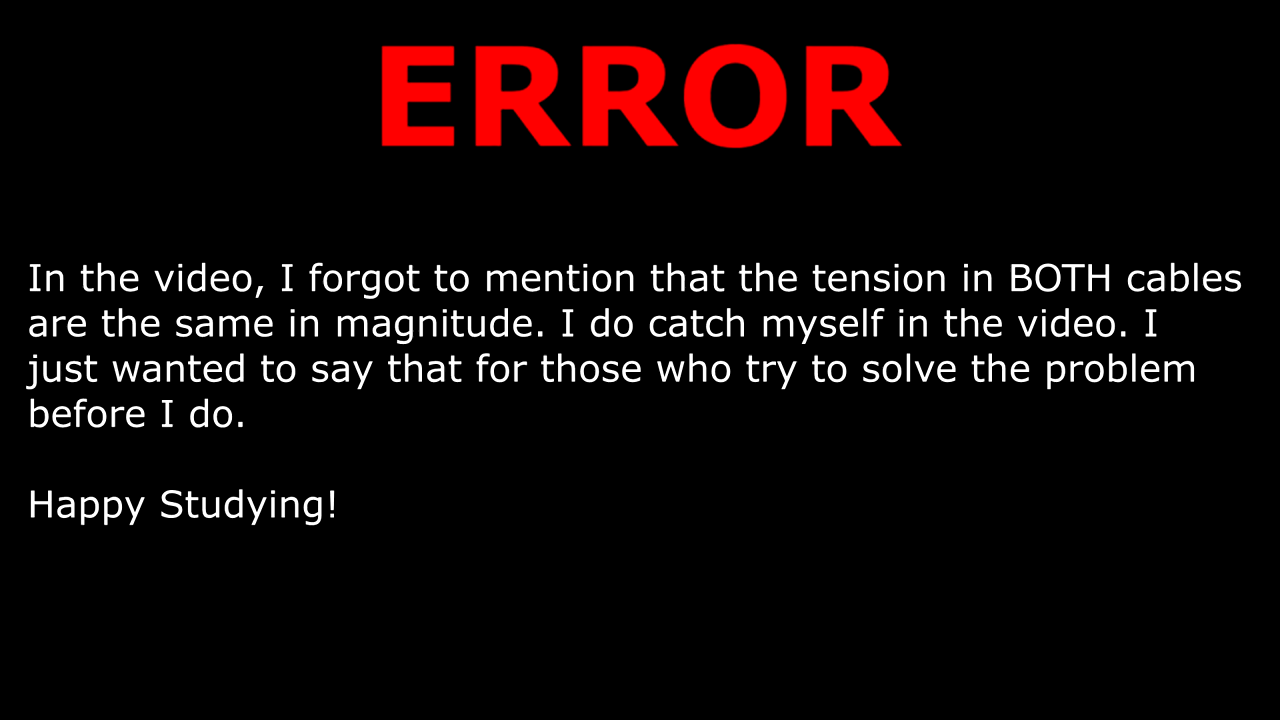 ERROR
In the video, I forgot to mention that the tension in BOTH cables
are the same in magnitude. I do catch myself in the video. I
just wanted to say that for those who try to solve the problem
before I do.
Happy Studying!